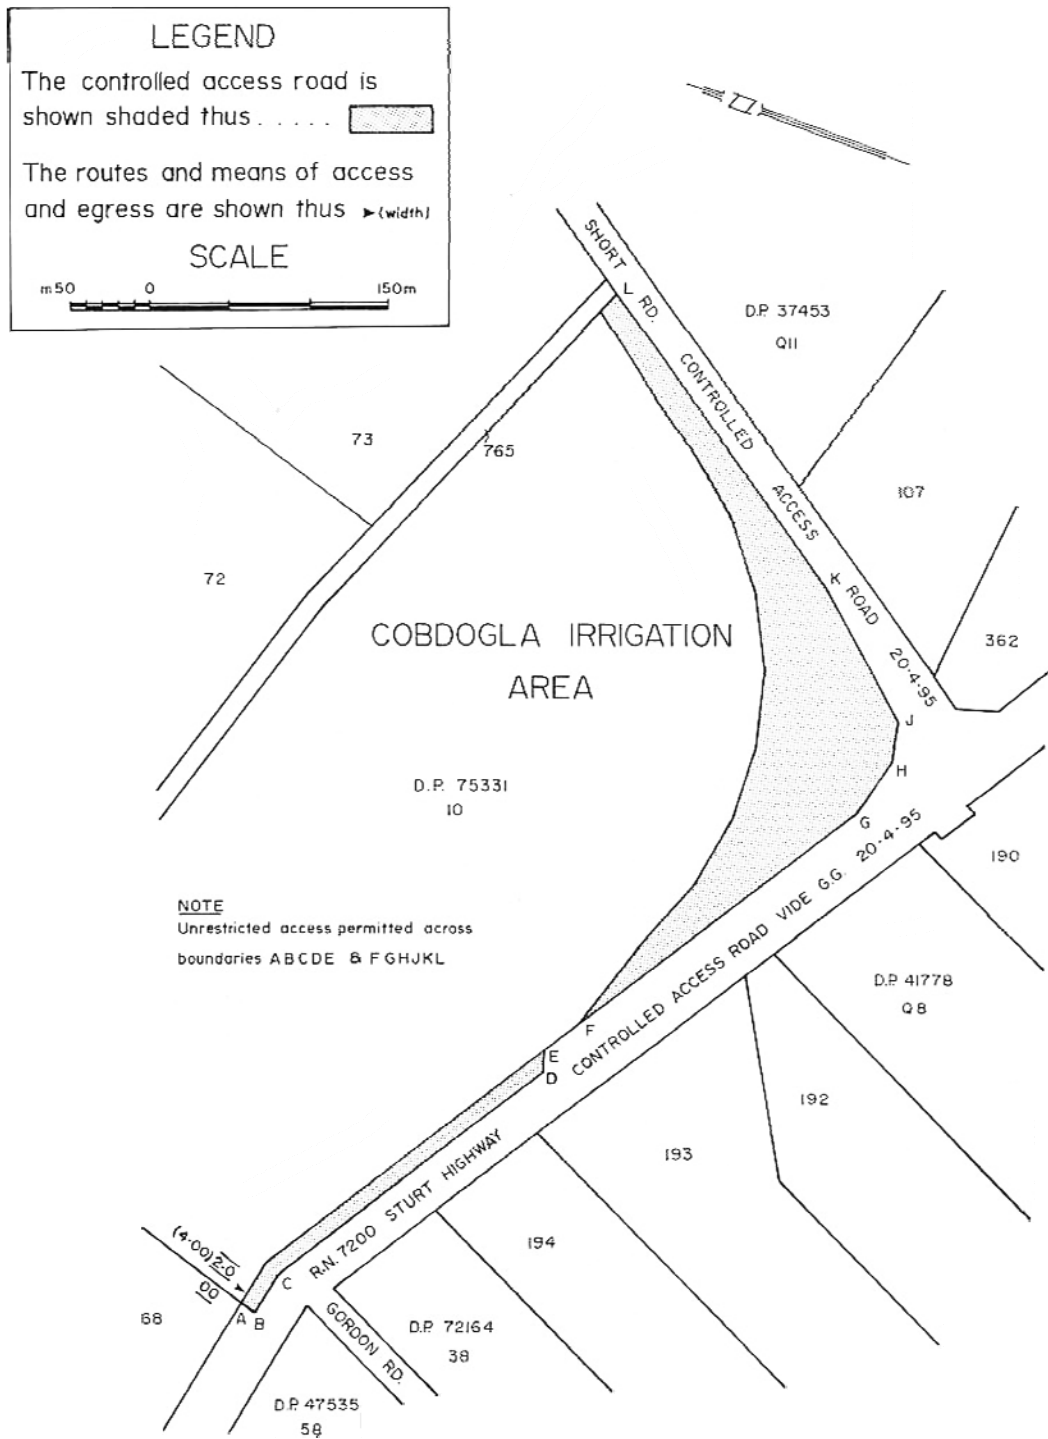 LEGEND
The controlled access road is
shown shaded thus . . . . .
The routes and means of access
and egress are shown thus ➤(width)
SCALE
m50 0 150m
SHORT RD.
L
D.P. 37453
Q11
CONTROLLED ACCESS ROAD 20·4·95
73
765
107
72
K
362
COBDOGLA IRRIGATION
AREA
J
H
D.P. 75331
10
G
190
NOTE
Unrestricted access permitted across
boundaries ABCDE & FGHJKL
CONTROLLED ACCESS ROAD VIDE G.G. 20·4·95
D.P. 41778
Q8
F
E
D
192
193
R.N. 7200 STURT HIGHWAY
194
(4·00) 2·0
00
C
68
A B
GORDON RD.
D.P. 72164
38
D.P. 47535
58